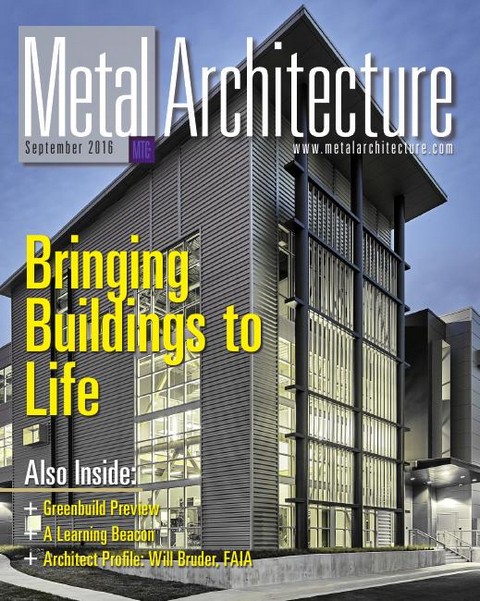 Metal Architecture
September 2016
MTC
www.metalarchitecture.com
Bringing
Buildings to
Life
Also Inside:
+ Greenbuild Preview
+ A Learning Beacon
+ Architect Profile: Will Bruder, FAIA